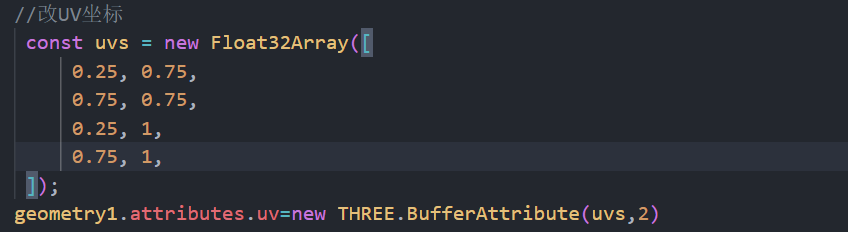 //改UV坐标
const uvs = new Float32Array([
0.25, 0.75,
0.75, 0.75,
0.25, 1,
0.75, 1,
]);
geometry1.attributes.uv=new THREE.BufferAttribute(uvs,2)